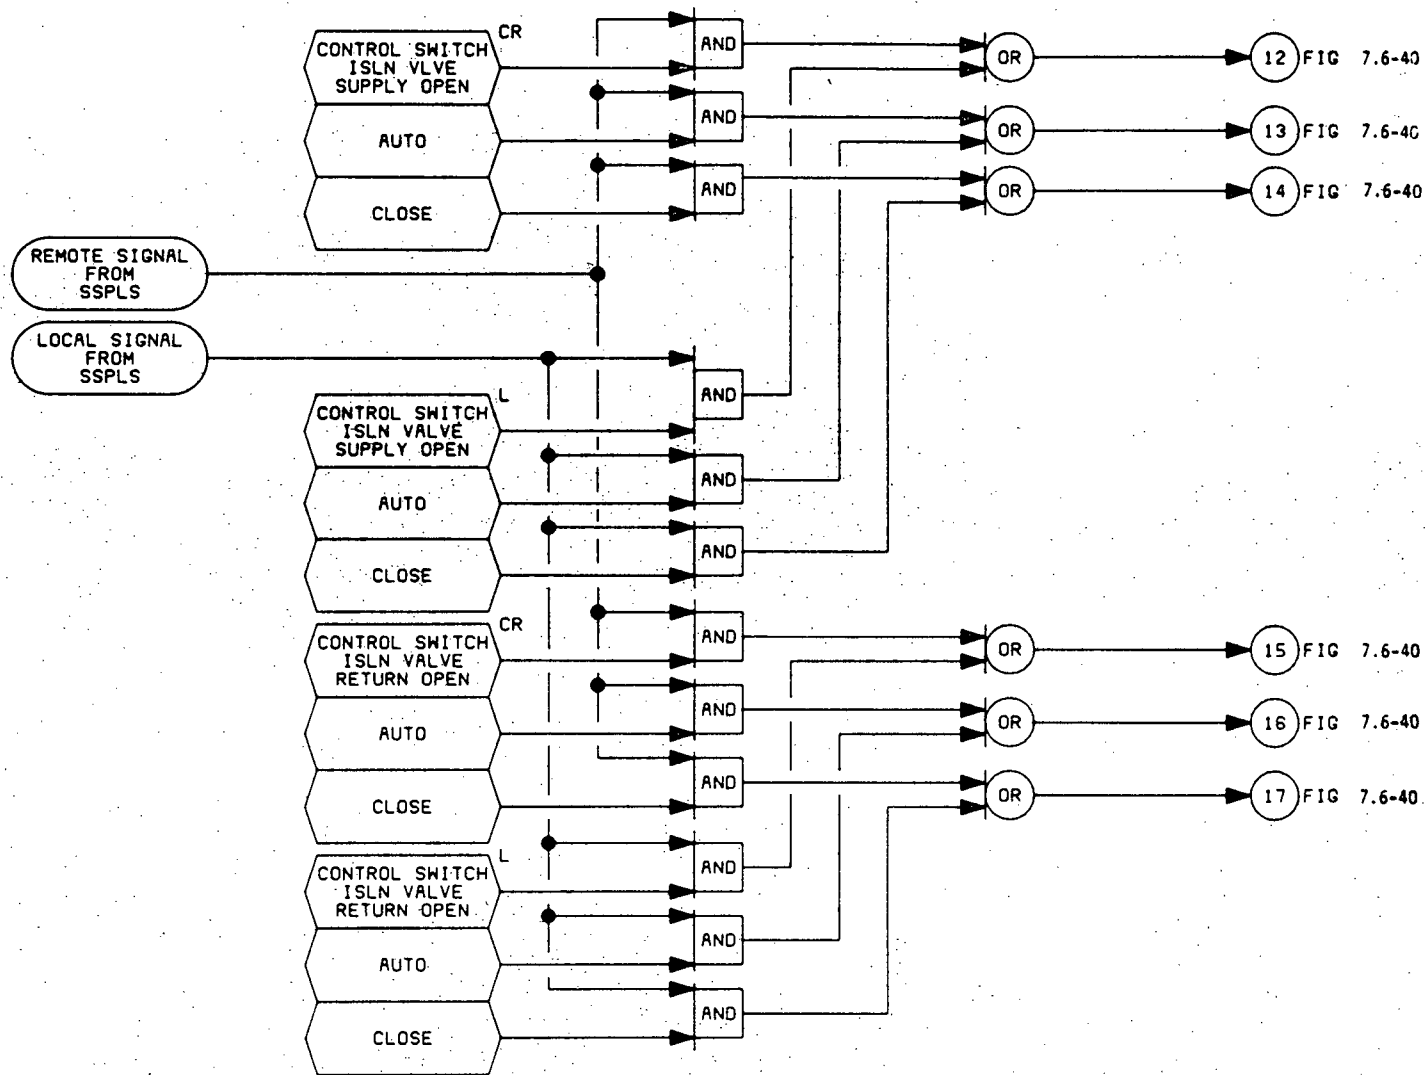 CR
CONTROL SWITCH
ISLN VLVE
SUPPLY OPEN
AUTO
CLOSE
AND
AND
AND
OR
12 FIG 7.6-40
OR
13 FIG 7.6-40
OR
14 FIG 7.6-40
REMOTE SIGNAL
FROM
SSPLS
LOCAL SIGNAL
FROM
SSPLS
L
CONTROL SWITCH
ISLN VALVE
SUPPLY OPEN
AUTO
CLOSE
AND
AND
AND
CR
CONTROL SWITCH
ISLN VALVE
RETURN OPEN
AUTO
CLOSE
AND
AND
AND
OR
15 FIG 7.6-40
OR
16 FIG 7.6-40
OR
17 FIG 7.6-40
L
CONTROL SWITCH
ISLN VALVE
RETURN OPEN
AUTO
CLOSE
AND
AND
AND